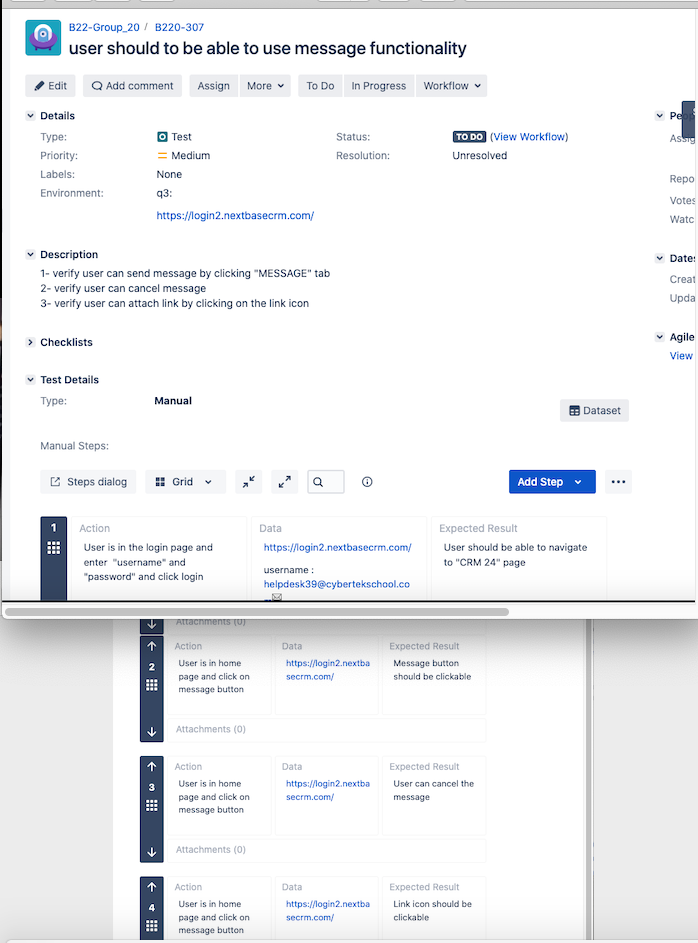 B22-Group_20 / B220-307
user should to be able to use message functionality
Edit Add comment Assign More To Do In Progress Workflow
Details
Type: Test Status: TO DO (View Workflow)
Priority: Medium Resolution: Unresolved
Labels: None
Environment: q3:
https://login2.nextbasecrm.com/
Description
1- verify user can send message by clicking "MESSAGE" tab
2- verify user can cancel message
3- verify user can attach link by clicking on the link icon
Checklists
Test Details
Type: Manual
Dataset
Manual Steps:
Steps dialog Grid Add Step
Repo
Votes
Watc
Dates
Creat
Upda
Agile
View
1
Action
User is in the login page and
enter "username" and
"password" and click login
Data
https://login2.nextbasecrm.com/
username :
helpdesk39@cybertekschool.co
Expected Result
User should be able to navigate
to "CRM 24" page
Attachments (0)
2
Action
User is in home
page and click on
message button
Data
https://login2.nextba
secrm.com/
Expected Result
Message button
should be clickable
Attachments (0)
3
Action
User is in home
page and click on
message button
Data
https://login2.nextba
secrm.com/
Expected Result
User can cancel the
message
Attachments (0)
4
Action
User is in home
page and click on
message button
Data
https://login2.nextba
secrm.com/
Expected Result
Link icon should be
clickable